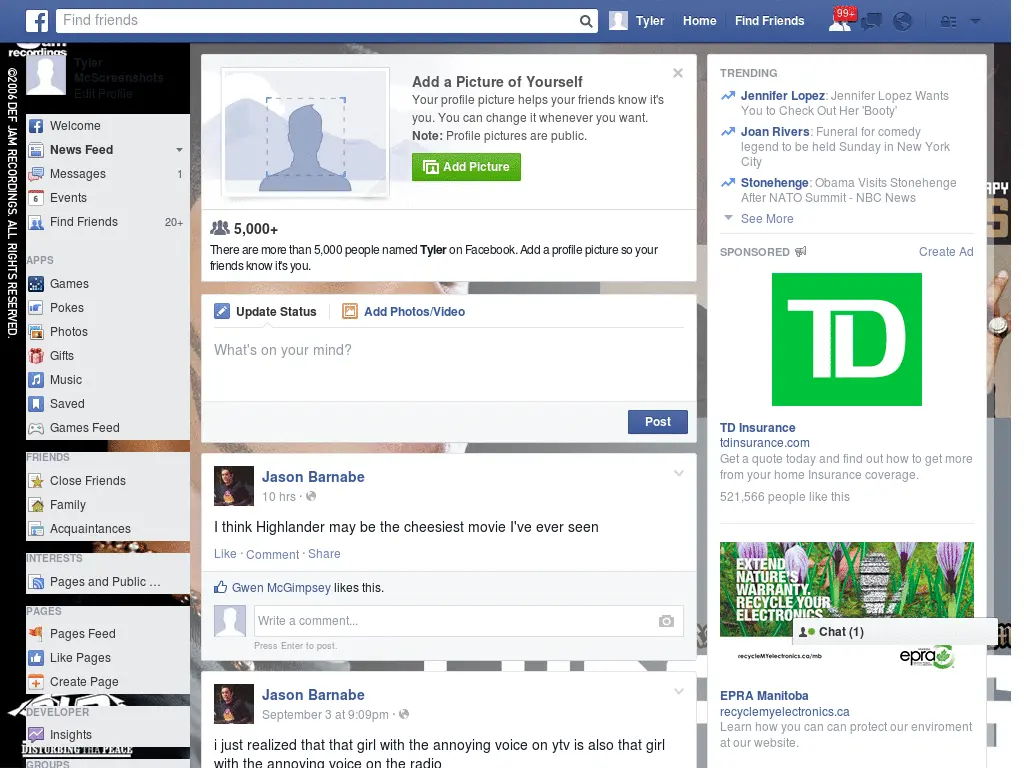 Find friends
Tyler
Home
Find Friends
99+
recordings
©2006 DEF JAM RECORDINGS. ALL RIGHTS RESERVED.
Tyler
McScreenshots
Edit Profile
Welcome
News Feed
Messages 1
Events
Find Friends 20+
APPS
Games
Pokes
Photos
Gifts
Music
Saved
Games Feed
FRIENDS
Close Friends
Family
Acquaintances
INTERESTS
Pages and Public ...
PAGES
Pages Feed
Like Pages
Create Page
DEVELOPER
Insights
DISTURBING THA PEACE
GROUPS
Add a Picture of Yourself
Your profile picture helps your friends know it's
you. You can change it whenever you want.
Note: Profile pictures are public.
Add Picture
5,000+
There are more than 5,000 people named Tyler on Facebook. Add a profile picture so your
friends know it's you.
Update Status
Add Photos/Video
What's on your mind?
Post
Jason Barnabe
10 hrs ·
I think Highlander may be the cheesiest movie I've ever seen
Like · Comment · Share
Gwen McGimpsey likes this.
Write a comment...
Press Enter to post.
Jason Barnabe
September 3 at 9:09pm ·
i just realized that that girl with the annoying voice on ytv is also that girl
with the annoying voice on the radio
TRENDING
Jennifer Lopez: Jennifer Lopez Wants
You to Check Out Her 'Booty'
Joan Rivers: Funeral for comedy
legend to be held Sunday in New York
City
Stonehenge: Obama Visits Stonehenge
After NATO Summit - NBC News
See More
SPONSORED
Create Ad
TD
TD Insurance
tdinsurance.com
Get a quote today and find out how to get more
from your home Insurance coverage.
521,566 people like this
EXTEND
NATURE'S
WARRANTY.
RECYCLE YOUR
ELECTRONICS
Chat (1)
recycleMYelectronics.ca/mb
epra
EPRA Manitoba
recyclemyelectronics.ca
Learn how you can can protect our enviroment
at our website.